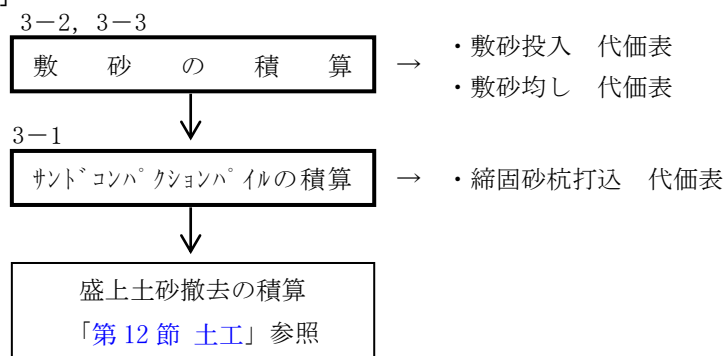 」
3－2, 3－3
敷砂の積算 → ・敷砂投入　代価表
・敷砂均し　代価表
3－1
ｻﾝﾄﾞｺﾝﾊﾟｸｼｮﾝﾊﾟｲﾙの積算 → ・締固砂杭打込　代価表
盛上土砂撤去の積算
「第12節 土工」参照